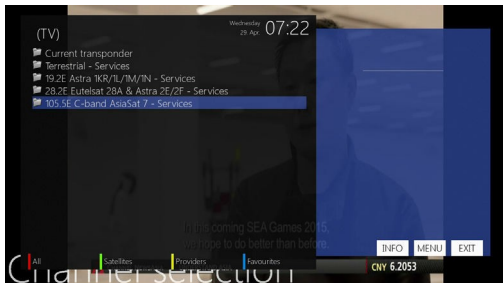 (TV)
Wednesday
29 Apr
07:22
Current transponder
Terrestrial - Services
19.2E Astra 1KR/1L/1M/1N - Services
28.2E Eutelsat 28A & Astra 2E/2F - Services
105.5E C-band AsiaSat 7 - Services
In this coming SEA Games 2015,
we hope to do better than before.
INFO MENU EXIT
All Satellites Providers Favourites
Channel selection
CNY 6.2053